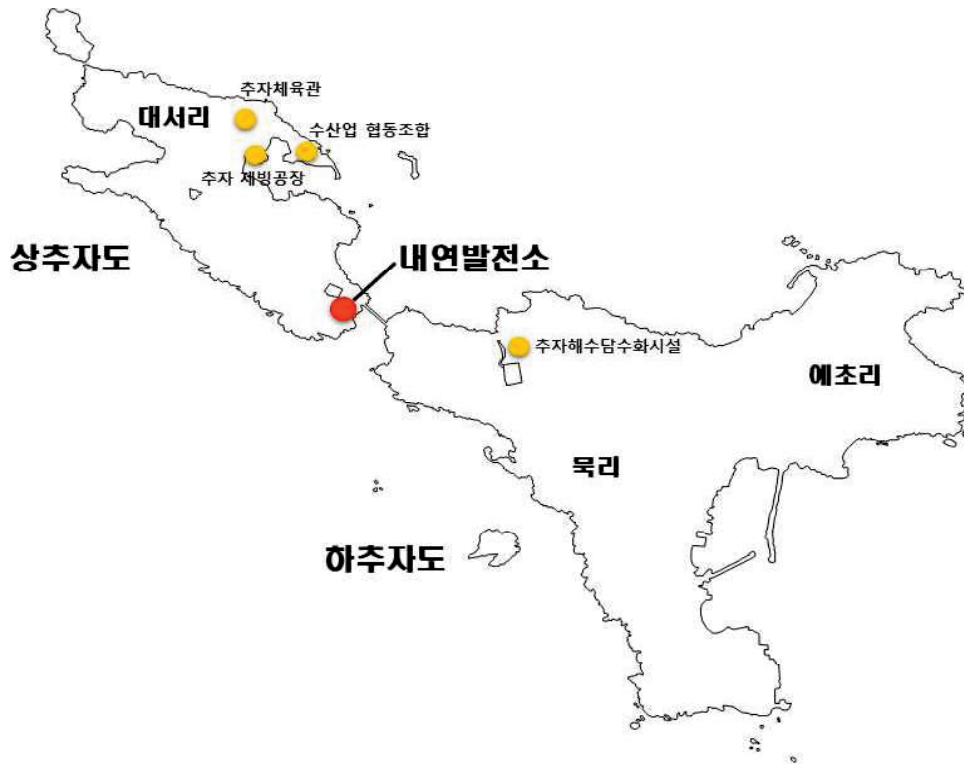 추자체육관
대서리
수산업 협동조합
추자 제빙공장
상추자도
내연발전소
추자해수담수화시설
예초리
묵리
하추자도